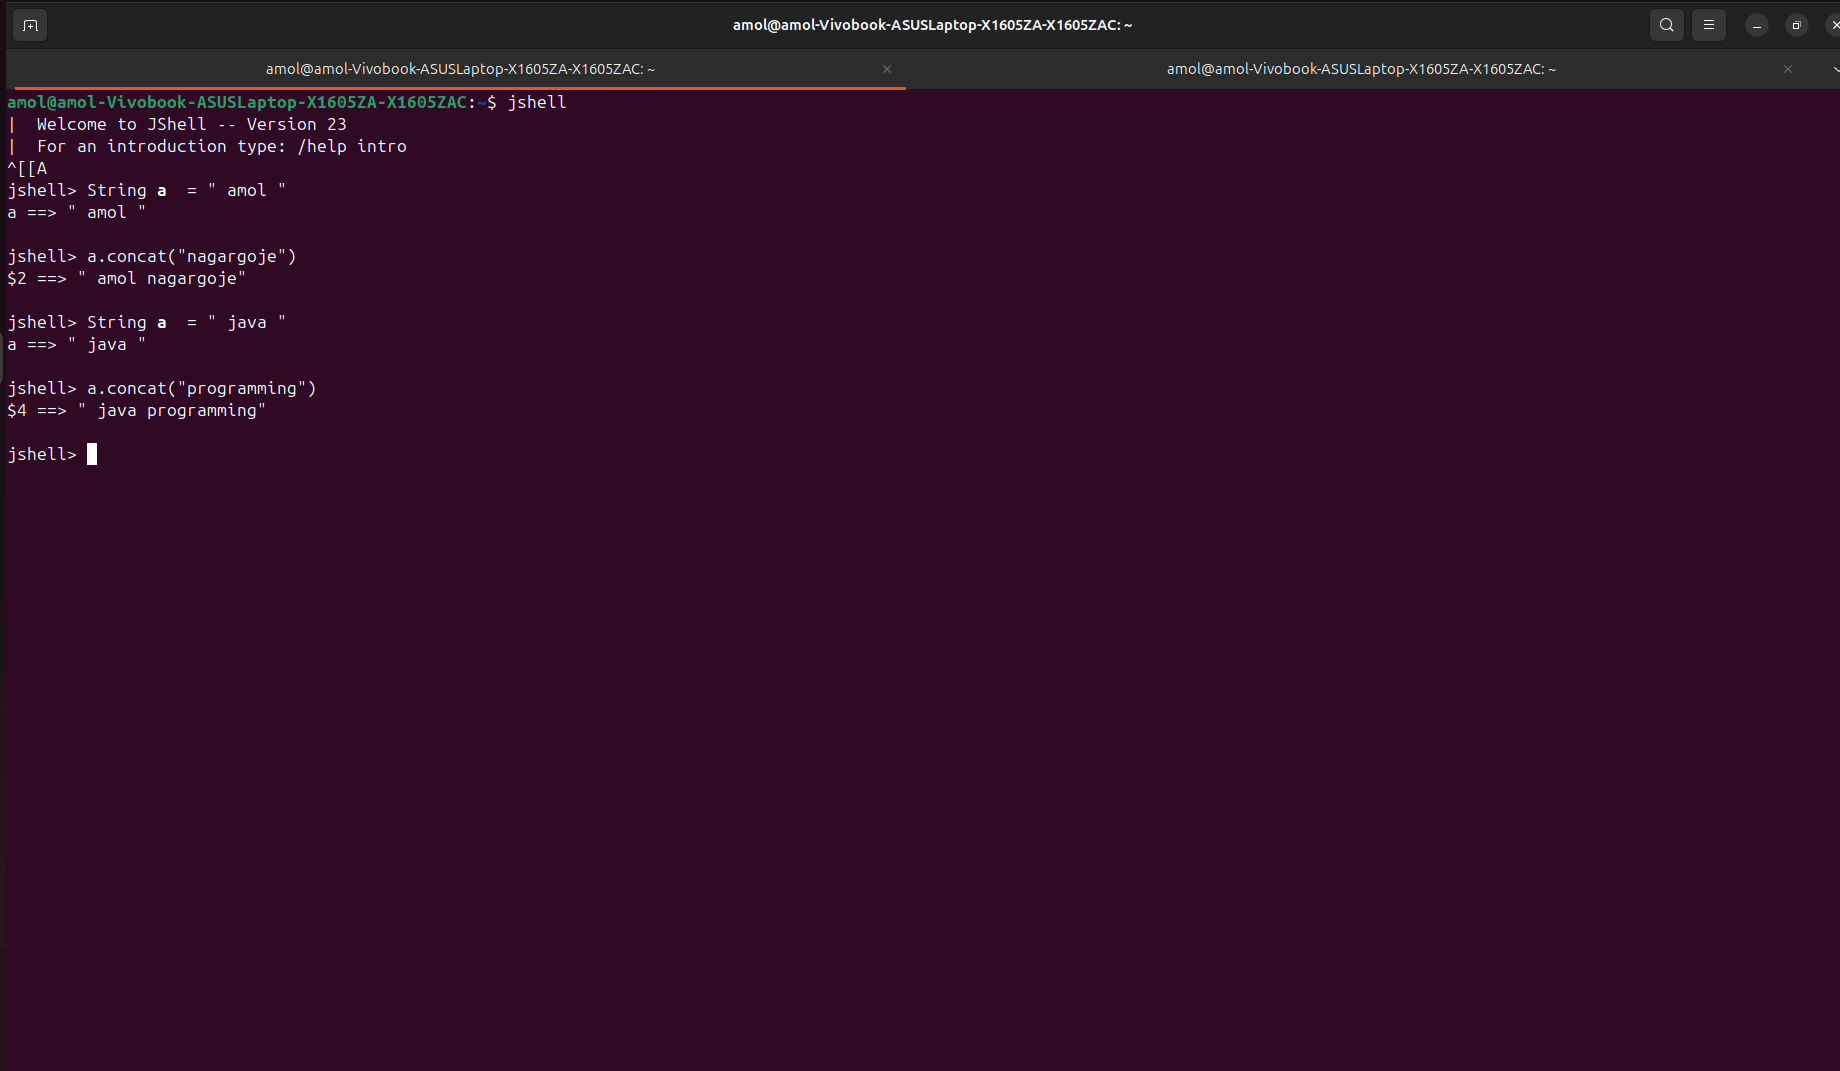 amol@amol-Vivobook-ASUSLaptop-X1605ZA-X1605ZAC: ~
amol@amol-Vivobook-ASUSLaptop-X1605ZA-X1605ZAC: ~
amol@amol-Vivobook-ASUSLaptop-X1605ZA-X1605ZAC: ~
amol@amol-Vivobook-ASUSLaptop-X1605ZA-X1605ZAC:~$ jshell
|  Welcome to JShell -- Version 23
|  For an introduction type: /help intro
^[[A
jshell> String a  = " amol "
a ==> " amol "
jshell> a.concat("nagargoje")
$2 ==> " amol nagargoje"
jshell> String a  = " java "
a ==> " java "
jshell> a.concat("programming")
$4 ==> " java programming"
jshell>